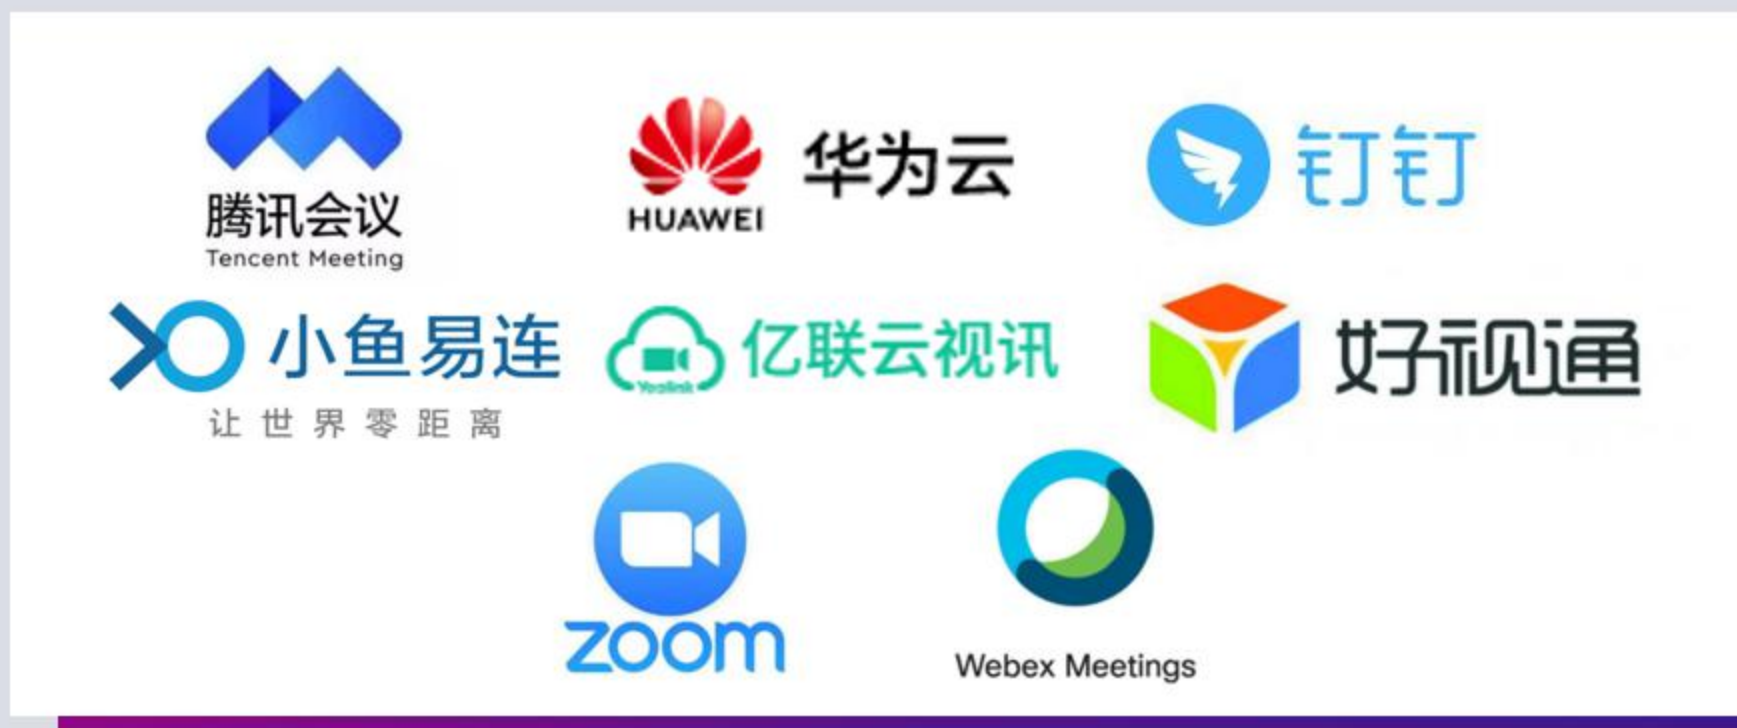 腾讯会议
Tencent Meeting
HUAWEI
华为云
钉钉
小鱼易连
让世界零距离
Yealink
亿联云视讯
好视通
zoom
Webex Meetings